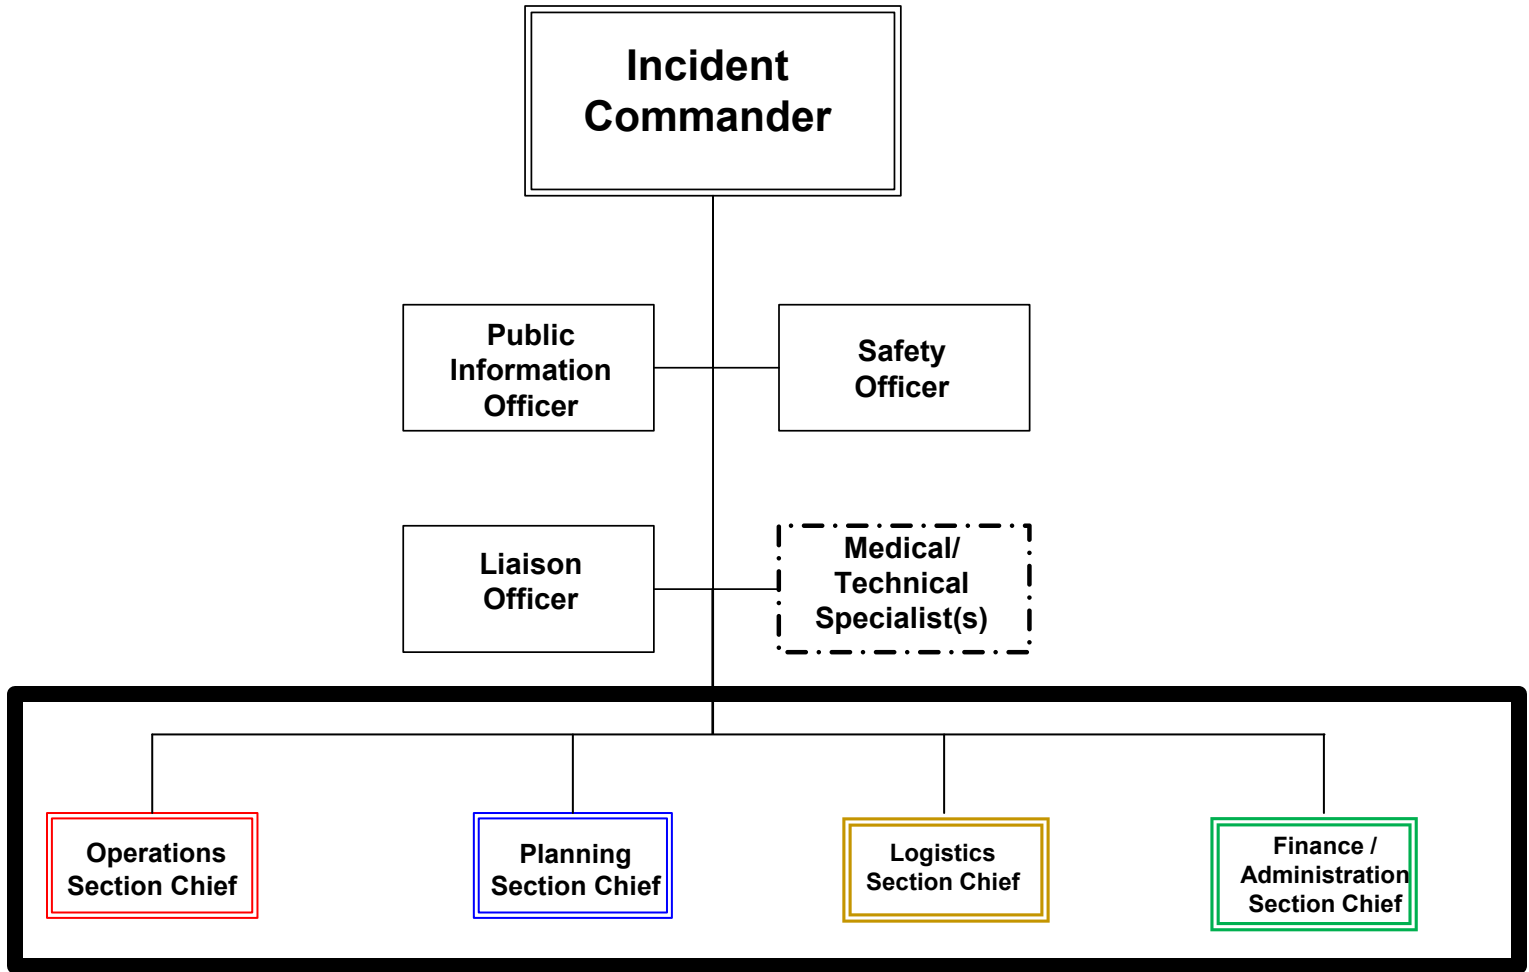 Incident
Commander
Public
Information
Officer
Safety
Officer
Liaison
Officer
Medical/
Technical
Specialist(s)
Operations
Section Chief
Planning
Section Chief
Logistics
Section Chief
Finance /
Administration
Section Chief